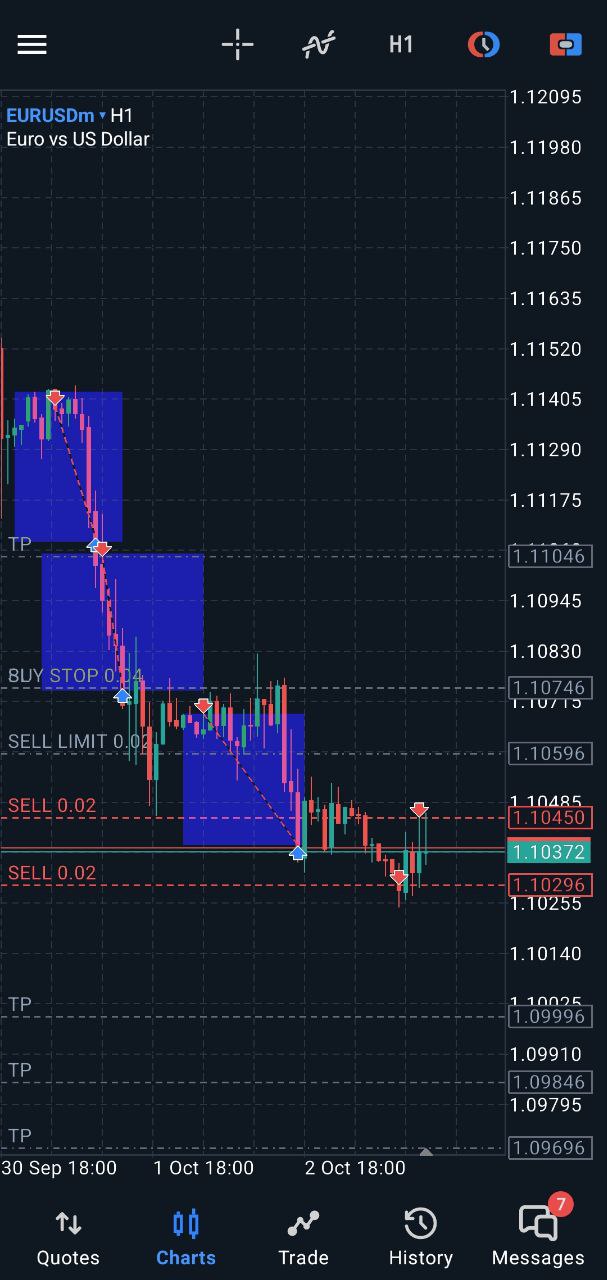 H1
EURUSDm H1
Euro vs US Dollar
1.12095
1.11980
1.11865
1.11750
1.11635
1.11520
1.11405
1.11290
1.11175
TP
1.11046
1.10945
1.10830
BUY STOP 0.04
1.10746
1.10715
SELL LIMIT 0.02
1.10596
1.10485
SELL 0.02
1.10450
1.10372
SELL 0.02
1.10296
1.10255
1.10140
1.10025
TP
1.09996
1.09910
TP
1.09846
1.09795
TP
1.09696
30 Sep 18:00 1 Oct 18:00 2 Oct 18:00
7
Quotes Charts Trade History Messages